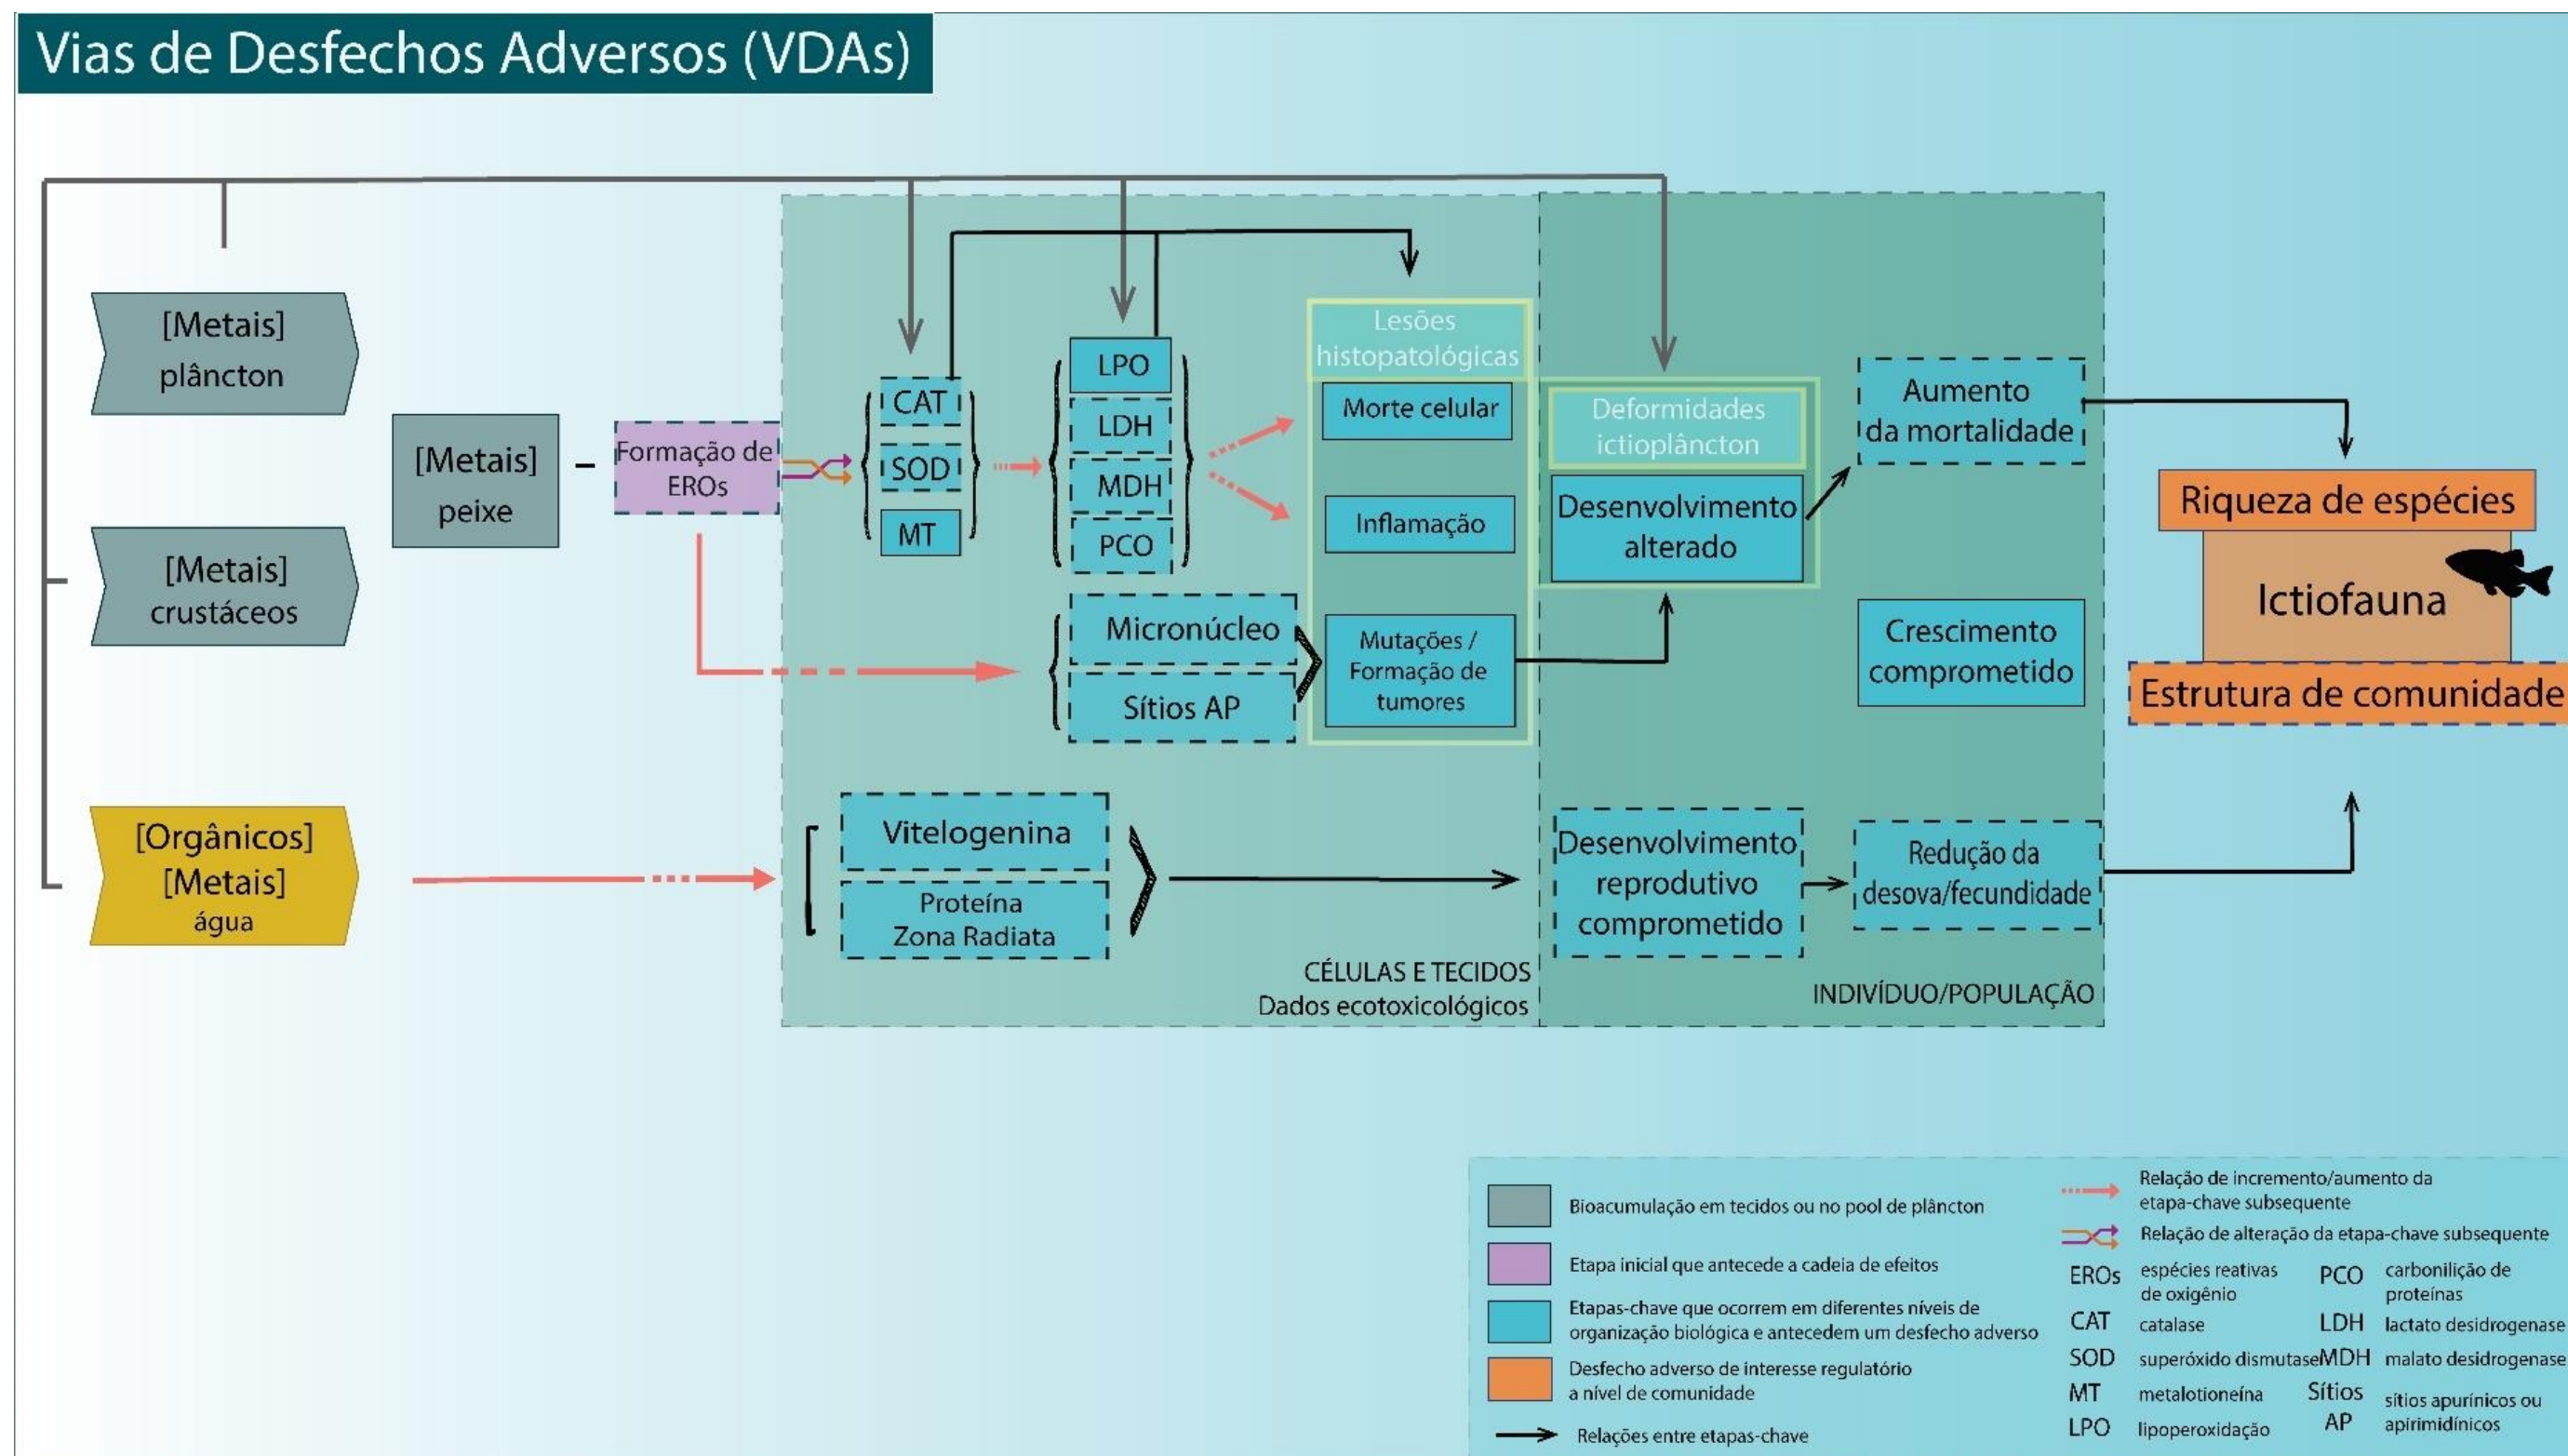 Vias de Desfechos Adversos (VDAs)
[Metais]
plâncton
[Metais]
crustáceos
[Orgânicos]
[Metais]
água
[Metais]
peixe
Formação de
EROs
CAT
SOD
MT
LPO
LDH
MDH
PCO
Micronúcleo
Sítios AP
Vitelogenina
Proteína
Zona Radiata
Lesões
histopatológicas
Morte celular
Inflamação
Mutações /
Formação de
tumores
CÉLULAS E TECIDOS
Dados ecotoxicológicos
Deformidades
ictioplâncton
Desenvolvimento
alterado
Aumento
da mortalidade
Crescimento
comprometido
Desenvolvimento
reprodutivo
comprometido
Redução da
desova/fecundidade
INDIVÍDUO/POPULAÇÃO
Riqueza de espécies
Ictiofauna
Estrutura de comunidade
Bioacumulação em tecidos ou no pool de plâncton
Etapa inicial que antecede a cadeia de efeitos
Etapas-chave que ocorrem em diferentes níveis de
organização biológica e antecedem um desfecho adverso
Desfecho adverso de interesse regulatório
a nível de comunidade
Relações entre etapas-chave
Relação de incremento/aumento da
etapa-chave subsequente
Relação de alteração da etapa-chave subsequente
EROs espécies reativas
de oxigênio
CAT catalase
SOD superóxido dismutase
MT metalotioneína
LPO lipoperoxidação
PCO carbonilição de
proteínas
LDH lactato desidrogenase
MDH malato desidrogenase
Sítios
AP
sítios apurínicos ou
apirimidínicos